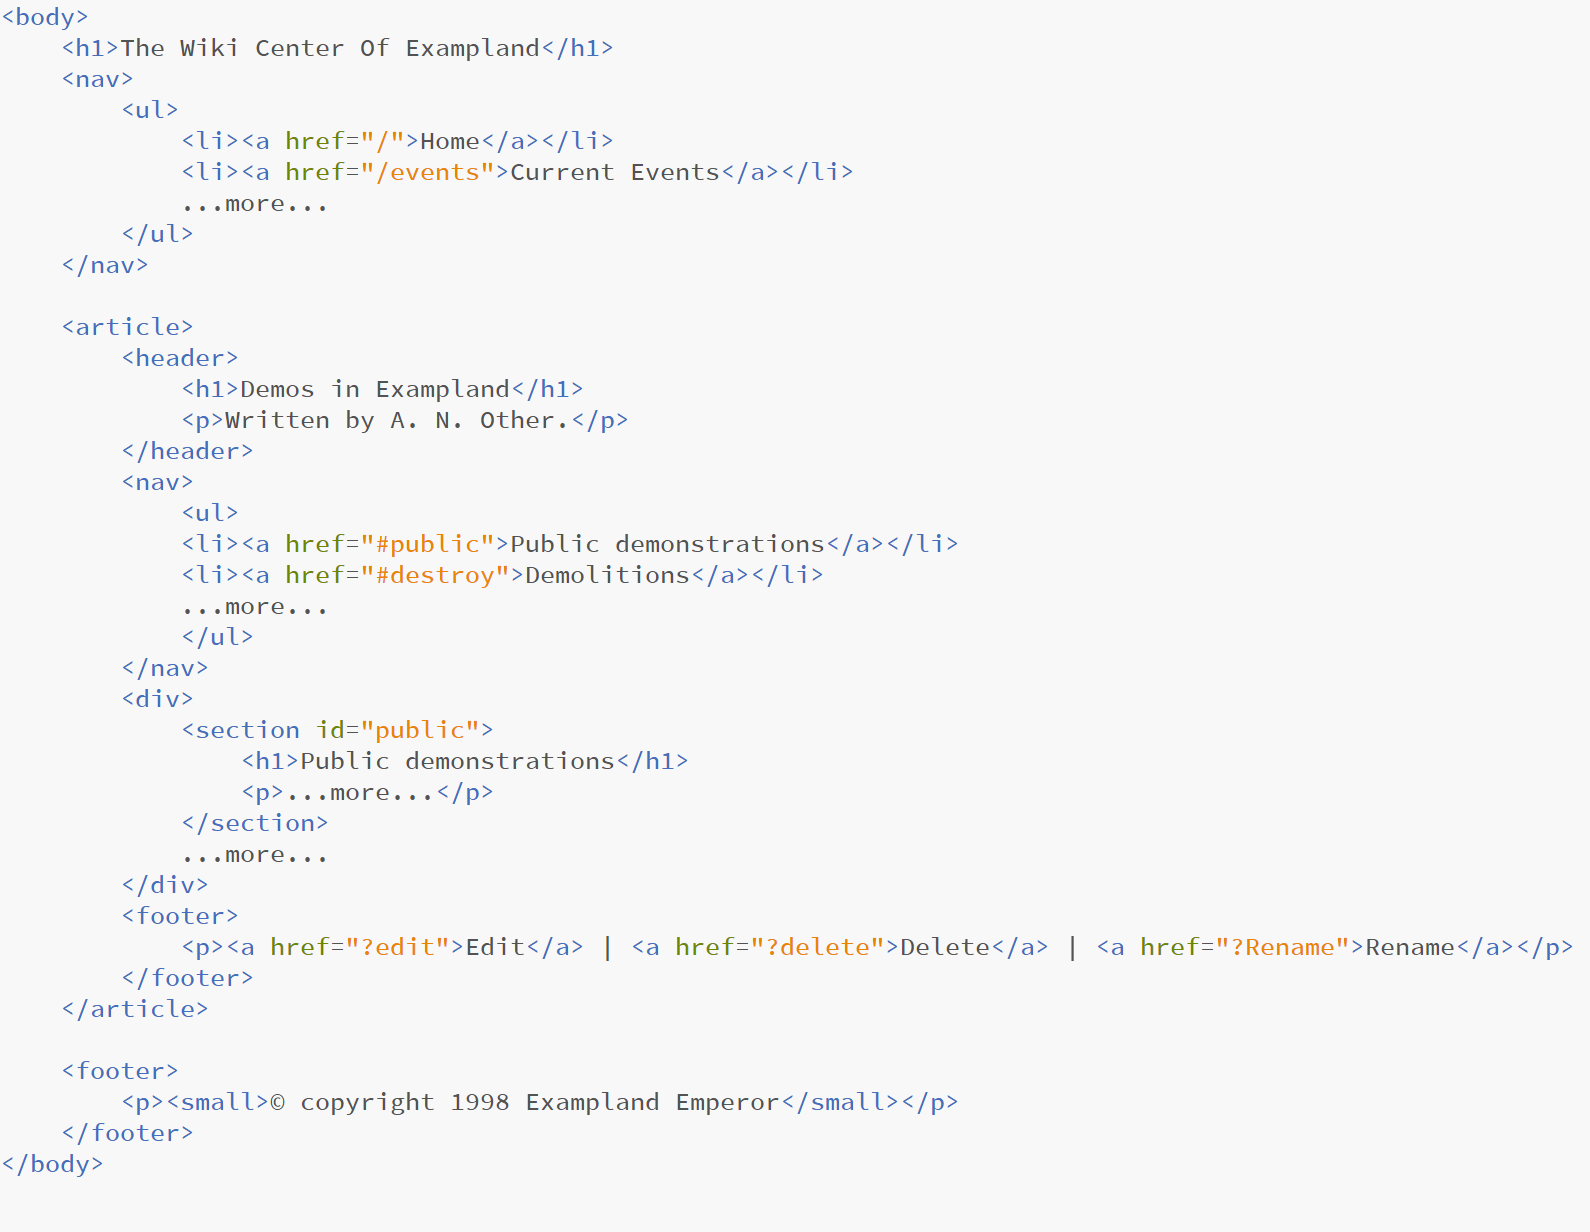 <body>
    <h1>The Wiki Center Of Exampland</h1>
    <nav>
        <ul>
            <li><a href="/">Home</a></li>
            <li><a href="/events">Current Events</a></li>
            ...more...
        </ul>
    </nav>

    <article>
        <header>
            <h1>Demos in Exampland</h1>
            <p>Written by A. N. Other.</p>
        </header>
        <nav>
            <ul>
            <li><a href="#public">Public demonstrations</a></li>
            <li><a href="#destroy">Demolitions</a></li>
            ...more...
            </ul>
        </nav>
        <div>
            <section id="public">
                <h1>Public demonstrations</h1>
                <p>...more...</p>
            </section>
            ...more...
        </div>
        <footer>
            <p><a href="?edit">Edit</a> | <a href="?delete">Delete</a> | <a href="?Rename">Rename</a></p>
        </footer>
    </article>

    <footer>
        <p><small>© copyright 1998 Exampland Emperor</small></p>
    </footer>
</body>